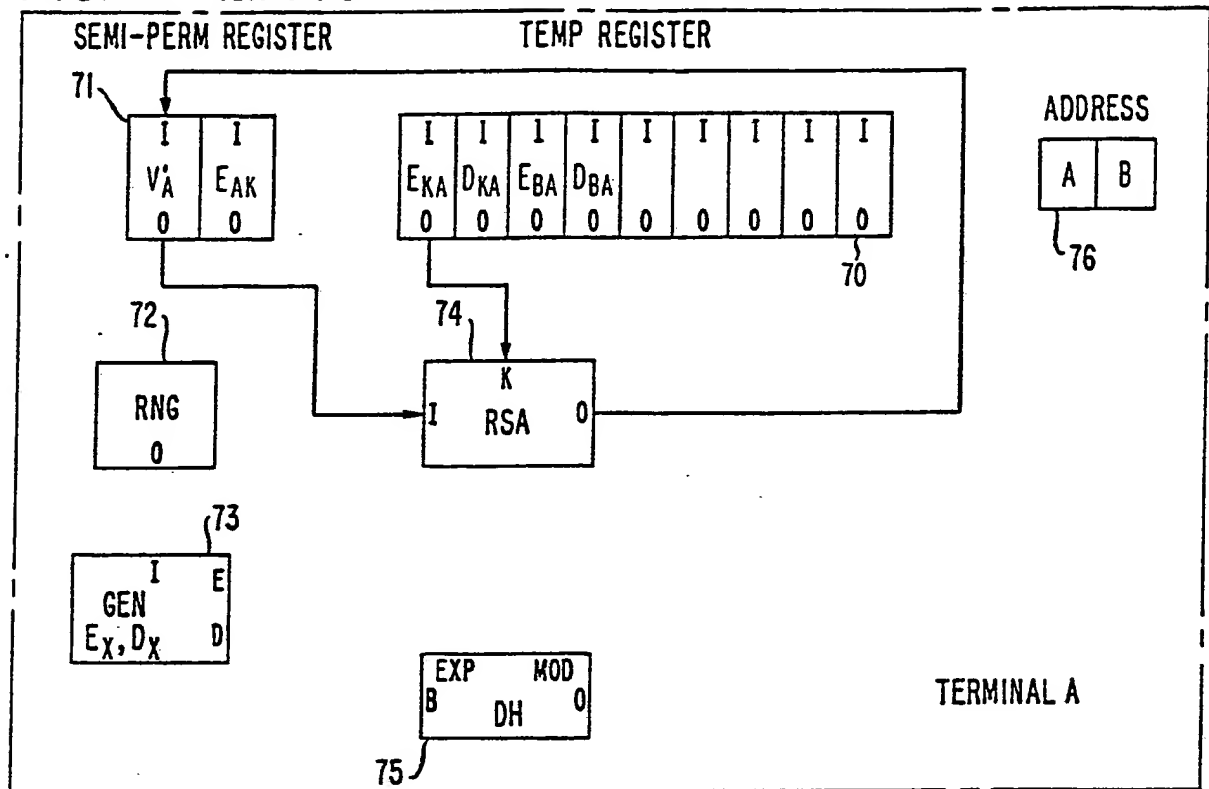 SEMI-PERM REGISTER TEMP REGISTER
71
I I
V'A EAK
0 0
I I 1 I I I I I I
EKA DKA EBA DBA
0 0 0 0 0 0 0 0 0
70
ADDRESS
A B
76
72
RNG
0
74
K
I RSA 0
73
I E
GEN
EX, DX D
EXP MOD
B DH 0
75
TERMINAL A